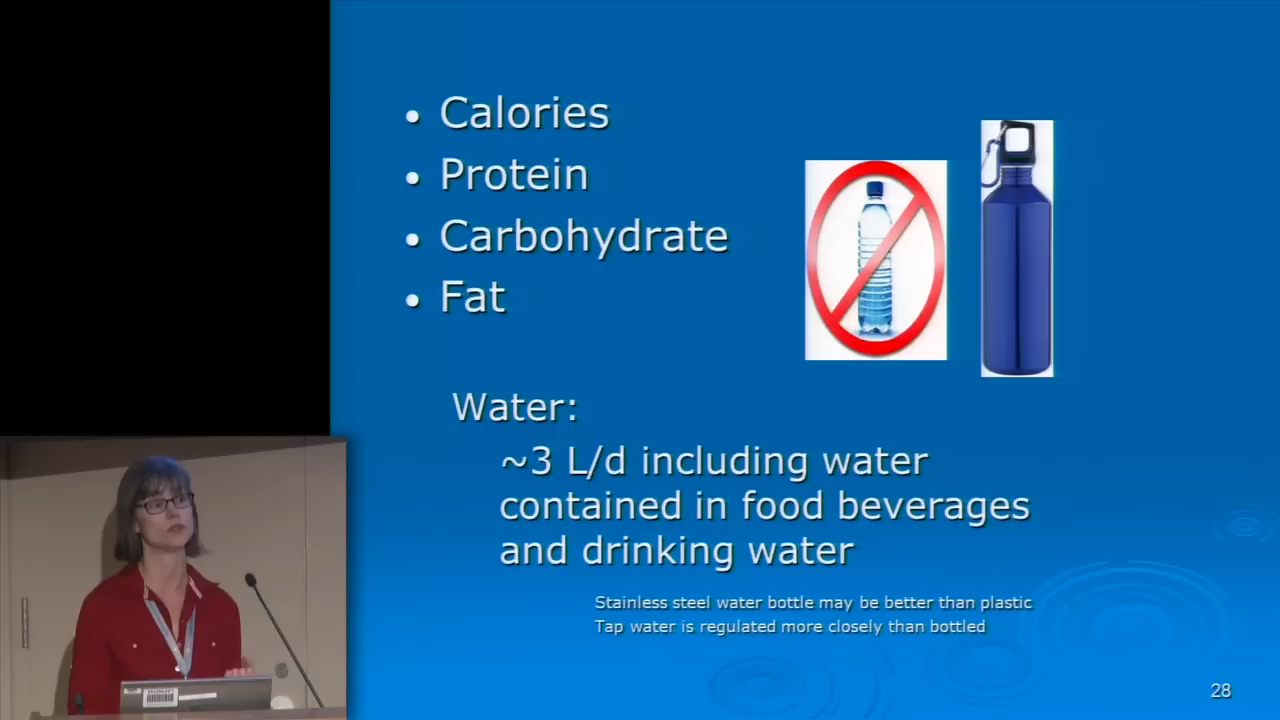 • Calories
• Protein
• Carbohydrate
• Fat
Water:
~3 L/d including water
contained in food beverages
and drinking water
Stainless steel water bottle may be better than plastic
Tap water is regulated more closely than bottled
28